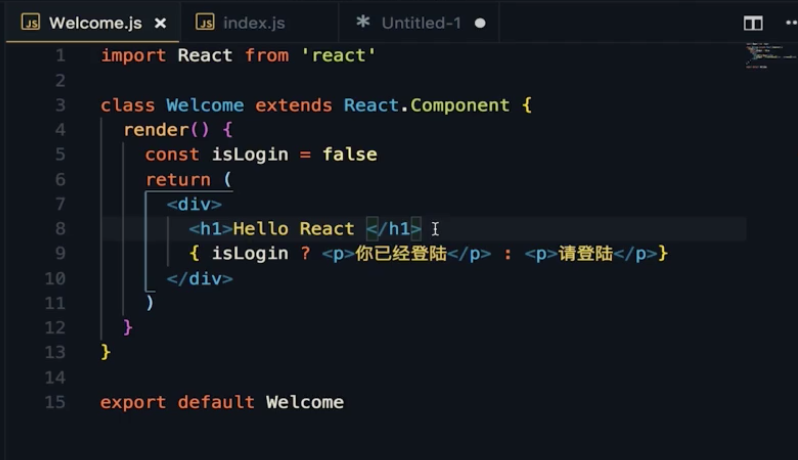 JS Welcome.js × JS index.js * Untitled-1 ●
1 import React from 'react'
2
3 class Welcome extends React.Component {
4 render() {
5 const isLogin = false
6 return (
7 <div>
8 <h1>Hello React </h1>
9 { isLogin ? <p>你已经登陆</p> : <p>请登陆</p>}
10 </div>
11 )
12 }
13 }
14
15 export default Welcome